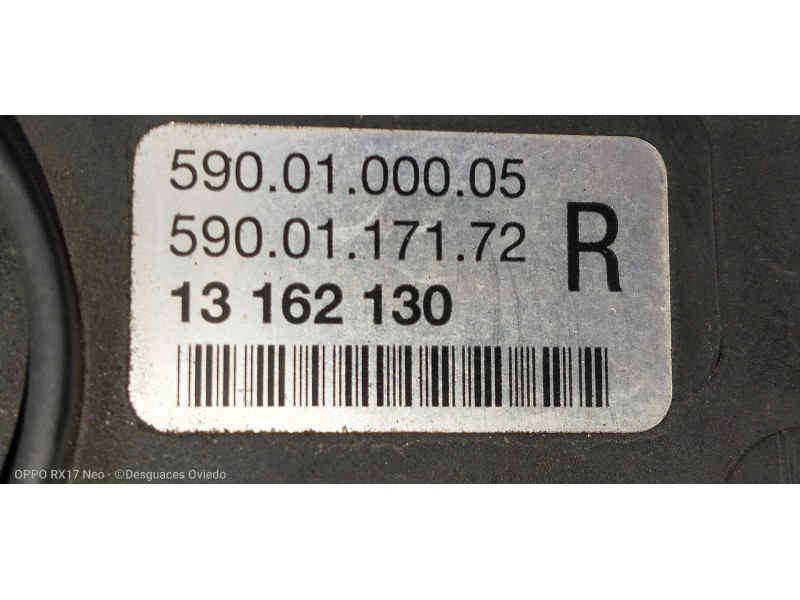 590.01.000.05
590.01.171.72
R
13 162 130
OPPO RX17 Neo · ©Desguaces Oviedo